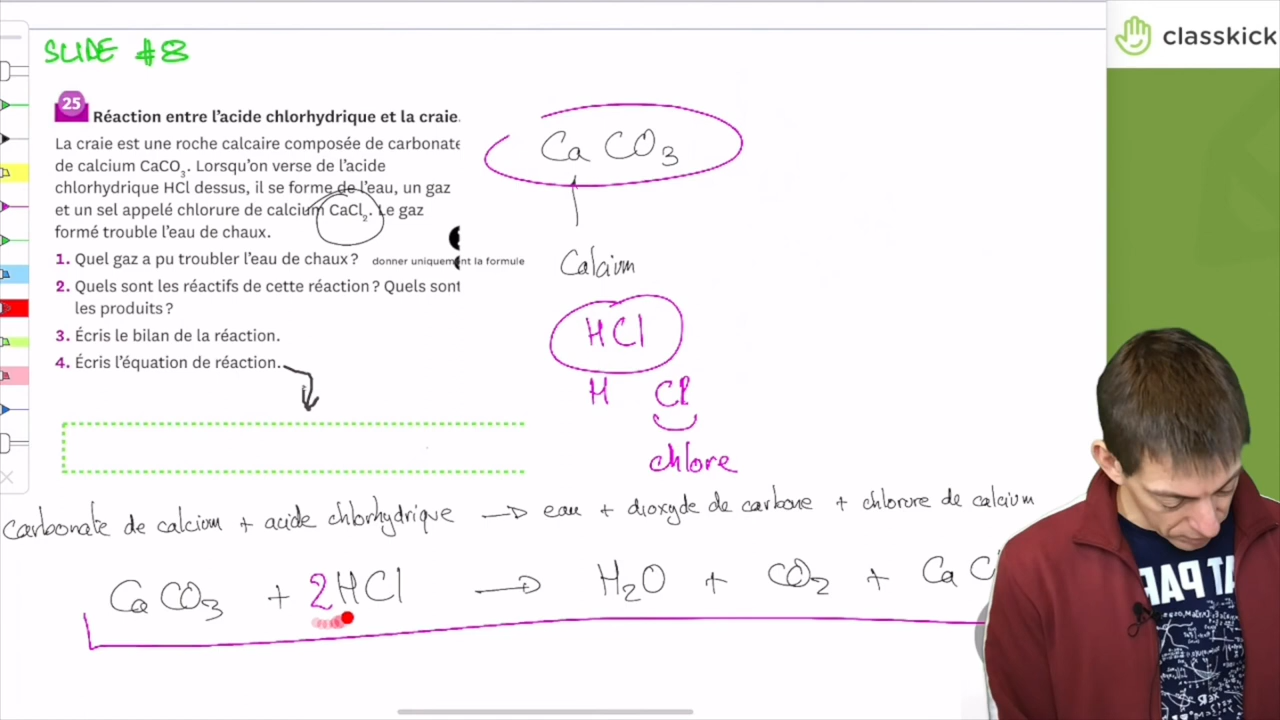 classkick
SLIDE #8
25 Réaction entre l'acide chlorhydrique et la craie.
La craie est une roche calcaire composée de carbonate
de calcium CaCO₃. Lorsqu'on verse de l'acide
chlorhydrique HCl dessus, il se forme de l'eau, un gaz
et un sel appelé chlorure de calcium CaCl₂. Le gaz
formé trouble l'eau de chaux.
1. Quel gaz a pu troubler l'eau de chaux ? donner uniquement la formule
2. Quels sont les réactifs de cette réaction ? Quels sont
les produits ?
3. Écris le bilan de la réaction.
4. Écris l'équation de réaction.
CaCO₃
Calcium
HCl
H Cl
chlore
carbonate de calcium + acide chlorhydrique → eau + dioxyde de carbone + chlorure de calcium
CaCO₃ + 2HCl → H₂O + CO₂ + CaC
AT PAR